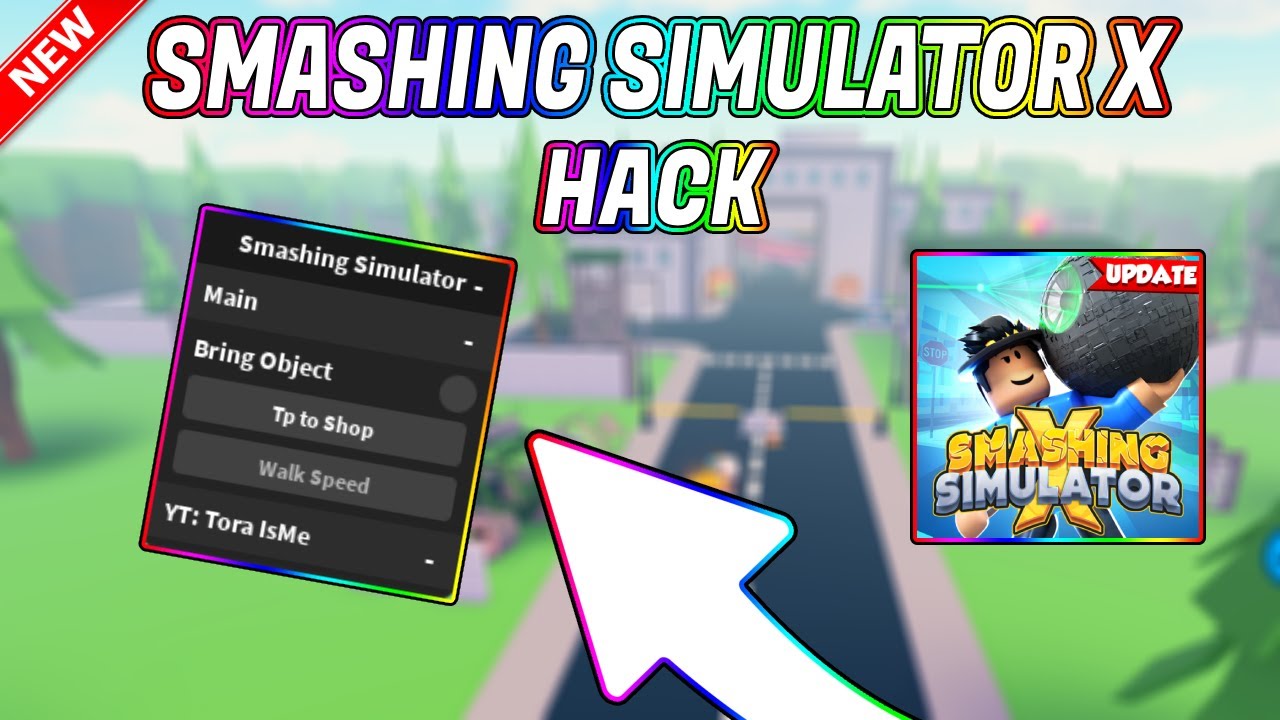 NEW
SMASHING SIMULATOR X
HACK
Smashing Simulator -
Main
-
Bring Object
Tp to Shop
Walk Speed
YT: Tora IsMe
-
UPDATE
STOP
SMASHING
X
SIMULATOR